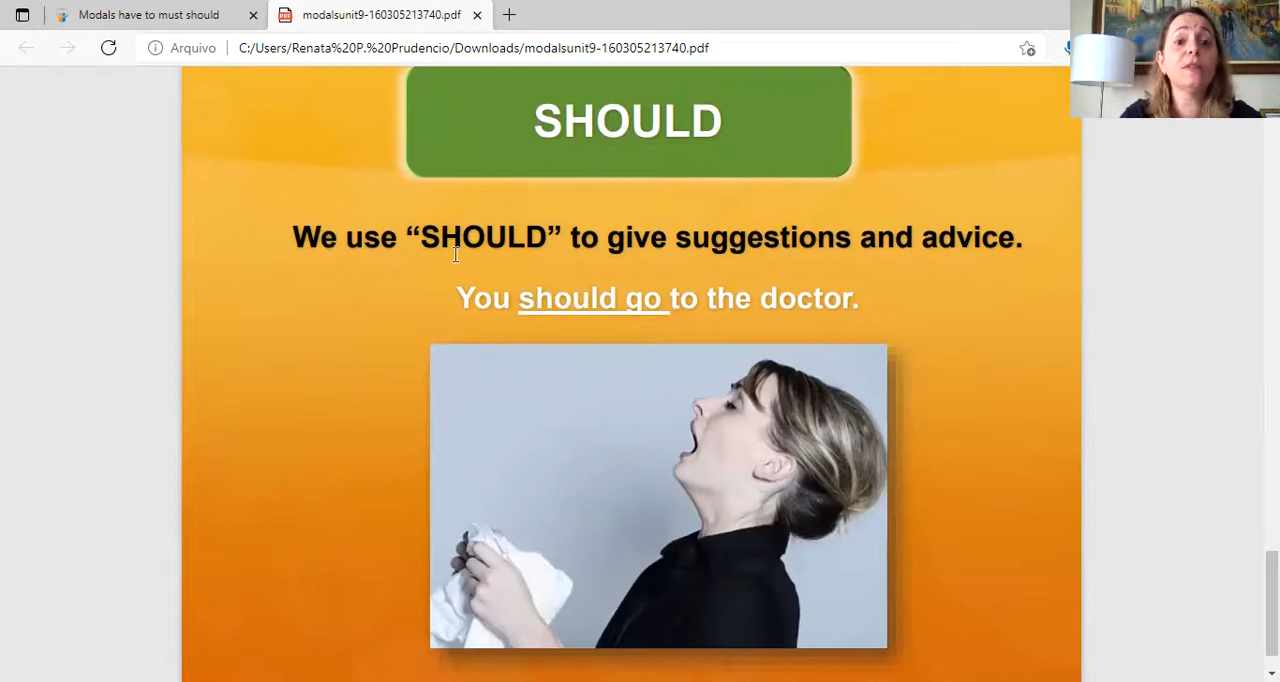 Modals have to must should
modalsunit9-160305213740.pdf
Arquivo
C:/Users/Renata%20P.%20Prudencio/Downloads/modalsunit9-160305213740.pdf
SHOULD
We use “SHOULD” to give suggestions and advice.
You should go to the doctor.